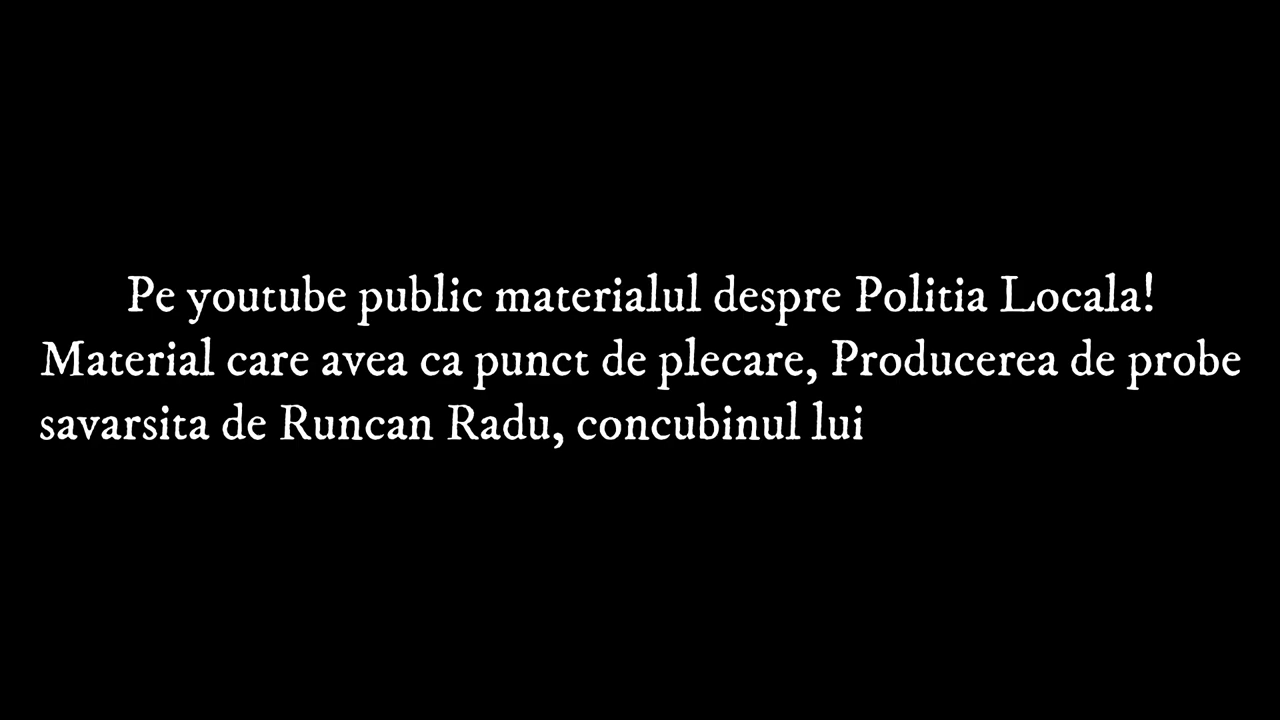 Pe youtube public materialul despre Politia Locala!
Material care avea ca punct de plecare, Producerea de probe
savarsita de Runcan Radu, concubinul lui